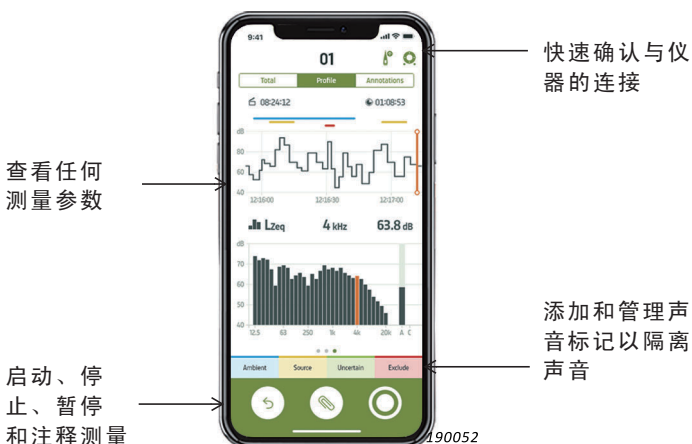 9:41
01
Total Profile Annotations
08:24:12 01:08:53
快速确认与仪
器的连接
dB
80
60
40
12:16:00 12:16:30 12:17:00
查看任何
测量参数
LZeq 4 kHz 63.8 dB
dB
70
60
50
40
12.5 63 250 1k 4k 20k A C
添加和管理声
音标记以隔离
声音
Ambient Source Uncertain Exclude
启动、停
止、暂停
和注释测量
190052